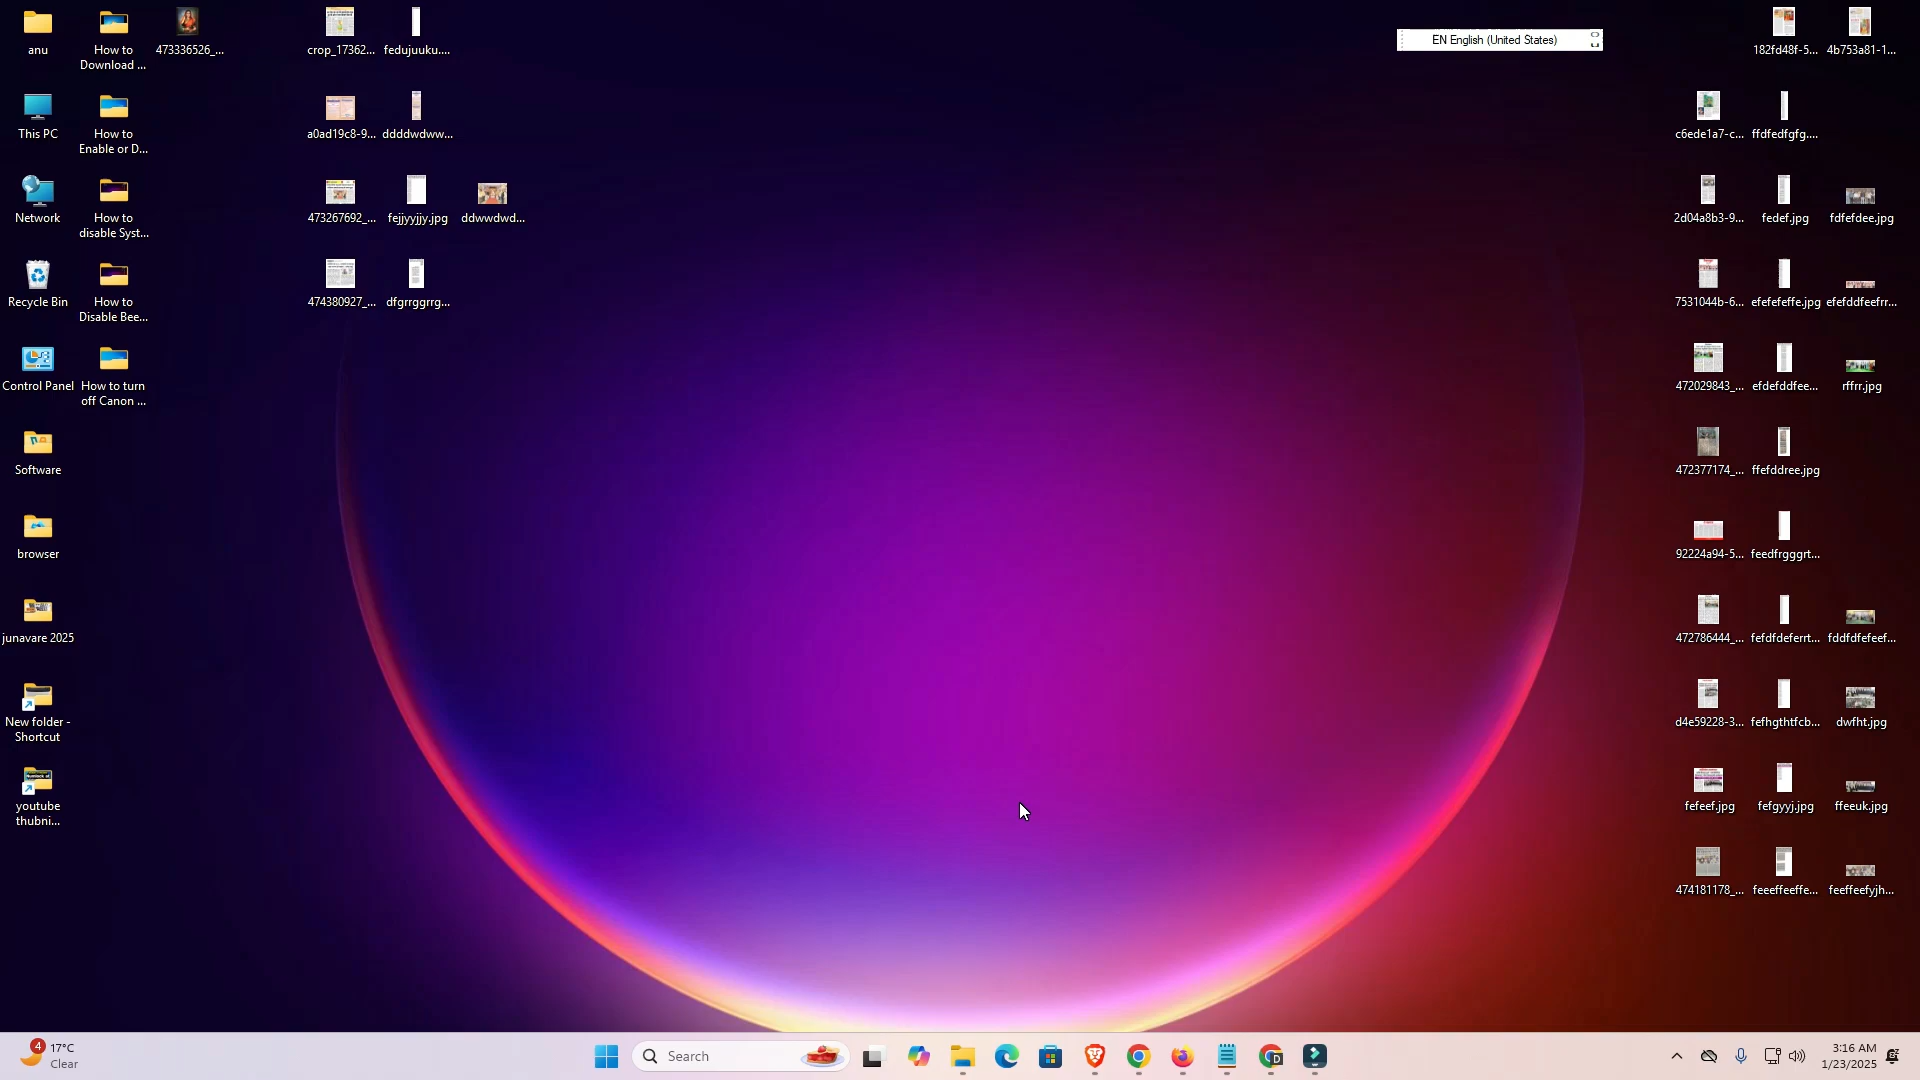 anu
How to
Download ...
473336526_...
crop_17362...
fedujuuku....
EN English (United States)
182fd48f-5...
4b753a81-1...
This PC
How to
Enable or D...
a0ad19c8-9...
ddddwdww...
c6ede1a7-c...
ffdfedfgfg....
Network
How to
disable Syst...
473267692_...
fejjyyjjy.jpg
ddwwdwd...
2d04a8b3-9...
fedef.jpg
fdfefdee.jpg
Recycle Bin
How to
Disable Bee...
474380927_...
dfgrrggrrg...
7531044b-6...
efefefeffe.jpg
efefddfeefrr...
Control Panel
How to turn
off Canon ...
472029843_...
efdefddfee...
rffrr.jpg
Software
472377174_...
ffefddree.jpg
browser
92224a94-5...
feedfrgggrt...
junavare 2025
472786444_...
fefdfdeferrt...
fddfdfefeef...
New folder -
Shortcut
d4e59228-3...
fefhgthtfcb...
dwfht.jpg
youtube
thubni...
fefeef.jpg
fefgyyj.jpg
ffeeuk.jpg
474181178_...
feeeffeeffe...
feeffeefyjh...
4
17°C
Clear
Search
3:16 AM
1/23/2025